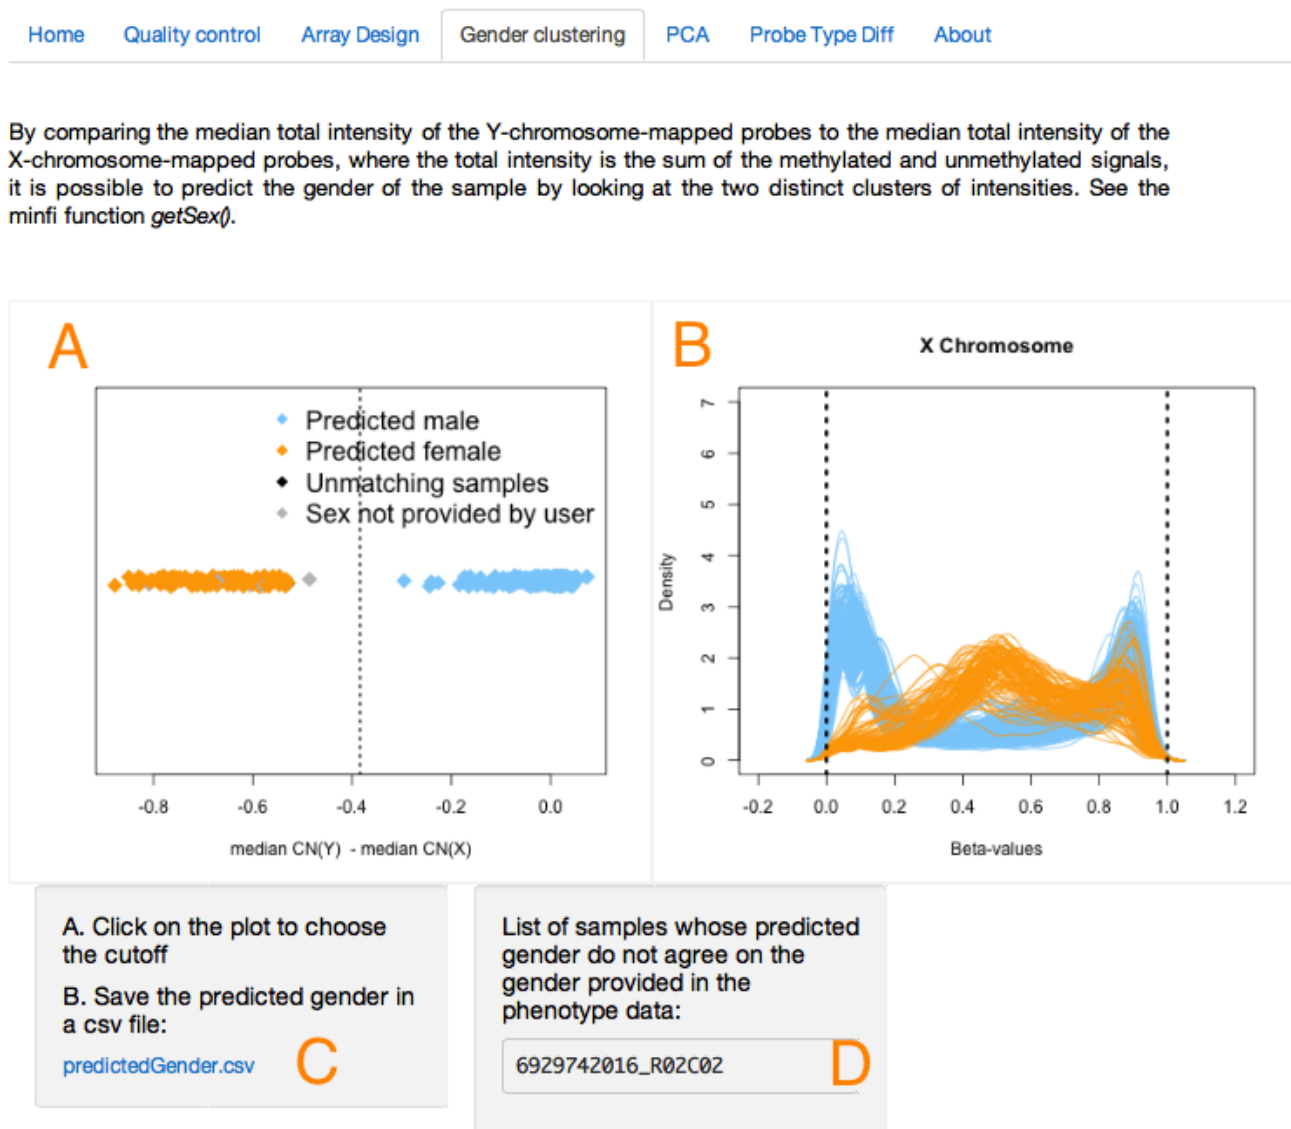 Home Quality control Array Design Gender clustering PCA Probe Type Diff About
By comparing the median total intensity of the Y-chromosome-mapped probes to the median total intensity of the
X-chromosome-mapped probes, where the total intensity is the sum of the methylated and unmethylated signals,
it is possible to predict the gender of the sample by looking at the two distinct clusters of intensities. See the
minfi function getSex().
A
Predicted male
Predicted female
Unmatching samples
Sex not provided by user
-0.8 -0.6 -0.4 -0.2 0.0
median CN(Y) - median CN(X)
B
X Chromosome
7
6
5
4
3
2
1
0
Density
-0.2 0.0 0.2 0.4 0.6 0.8 1.0 1.2
Beta-values
A. Click on the plot to choose
the cutoff
B. Save the predicted gender in
a csv file:
predictedGender.csv
C
List of samples whose predicted
gender do not agree on the
gender provided in the
phenotype data:
6929742016_R02C02
D